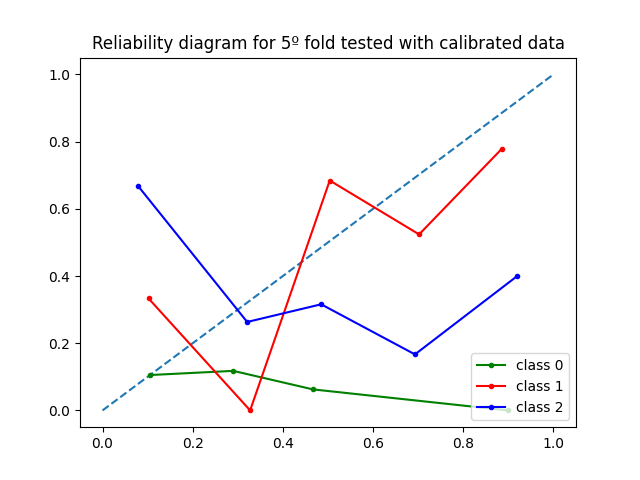 Reliability diagram for 5º fold tested with calibrated data
1.0
0.8
0.6
0.4
0.2
0.0
class 0
class 1
class 2
0.0 0.2 0.4 0.6 0.8 1.0